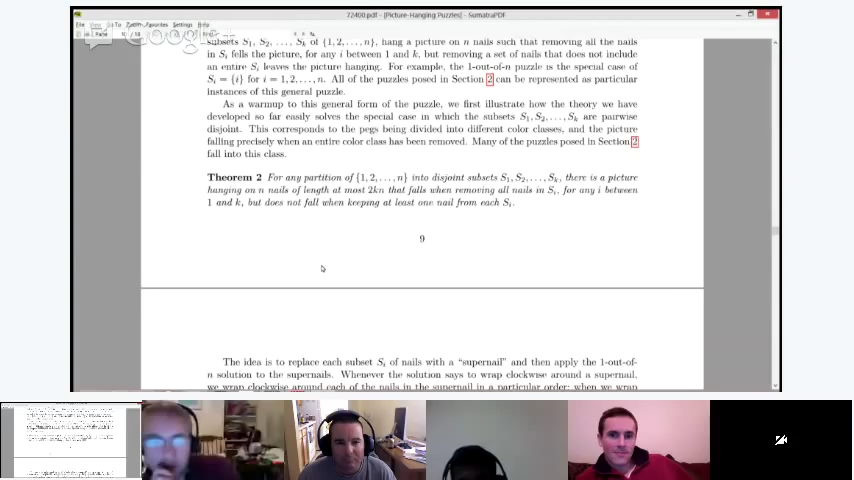 72400.pdf - [Picture-Hanging Puzzles] - SumatraPDF
File View Go To Zoom Favorites Settings Help
subsets S₁, S₂, . . . , Sₖ of {1, 2, . . . , n}, hang a picture on n nails such that removing all the nails
in Sᵢ fells the picture, for any i between 1 and k, but removing a set of nails that does not include
an entire Sᵢ leaves the picture hanging. For example, the 1-out-of-n puzzle is the special case of
Sᵢ = {i} for i = 1, 2, . . . , n. All of the puzzles posed in Section 2 can be represented as particular
instances of this general puzzle.
As a warmup to this general form of the puzzle, we first illustrate how the theory we have
developed so far easily solves the special case in which the subsets S₁, S₂, . . . , Sₖ are pairwise
disjoint. This corresponds to the pegs being divided into different color classes, and the picture
falling precisely when an entire color class has been removed. Many of the puzzles posed in Section 2
fall into this class.
Theorem 2 For any partition of {1, 2, . . . , n} into disjoint subsets S₁, S₂, . . . , Sₖ, there is a picture
hanging on n nails of length at most 2kn that falls when removing all nails in Sᵢ, for any i between
1 and k, but does not fall when keeping at least one nail from each Sᵢ.
9
The idea is to replace each subset Sᵢ of nails with a “supernail” and then apply the 1-out-of-
n solution to the supernails. Whenever the solution says to wrap clockwise around a supernail,
we wrap clockwise around each of the nails in the supernail in a particular order; when we wrap